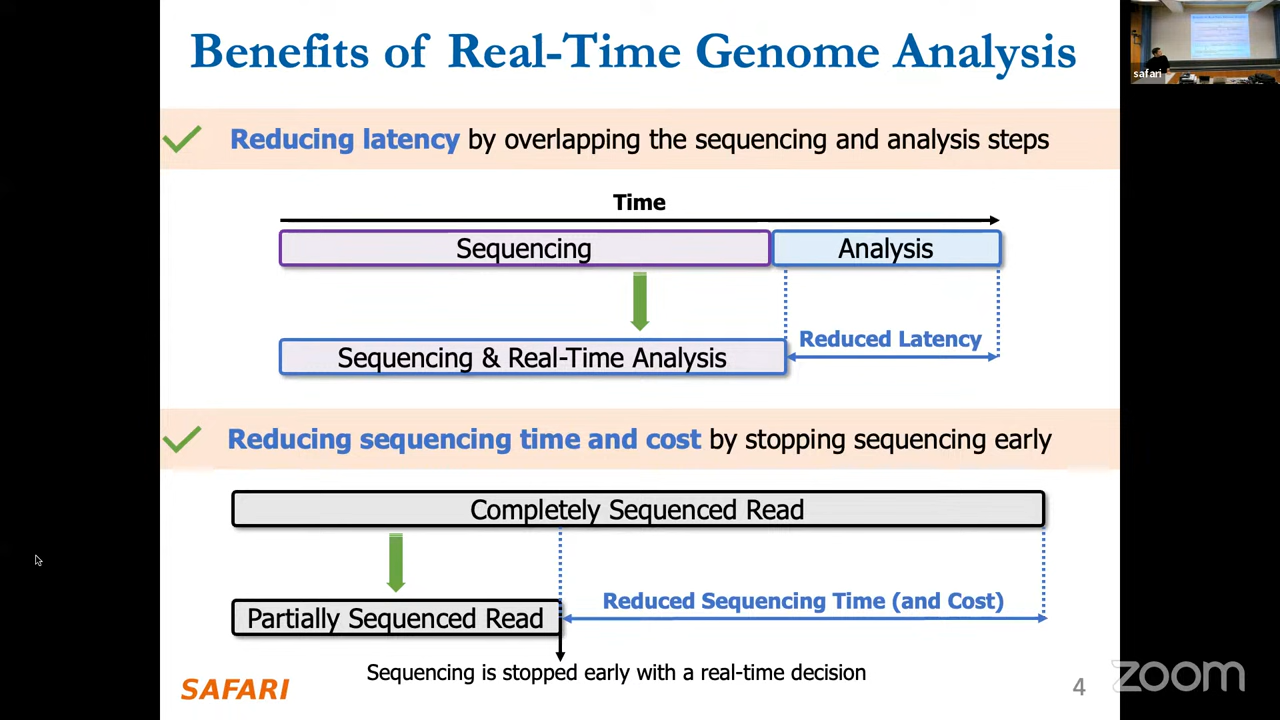 Benefits of Real-Time Genome Analysis
safari
Reducing latency by overlapping the sequencing and analysis steps
Time
Sequencing
Analysis
Reduced Latency
Sequencing & Real-Time Analysis
Reducing sequencing time and cost by stopping sequencing early
Completely Sequenced Read
Reduced Sequencing Time (and Cost)
Partially Sequenced Read
Sequencing is stopped early with a real-time decision
SAFARI
4
zoom